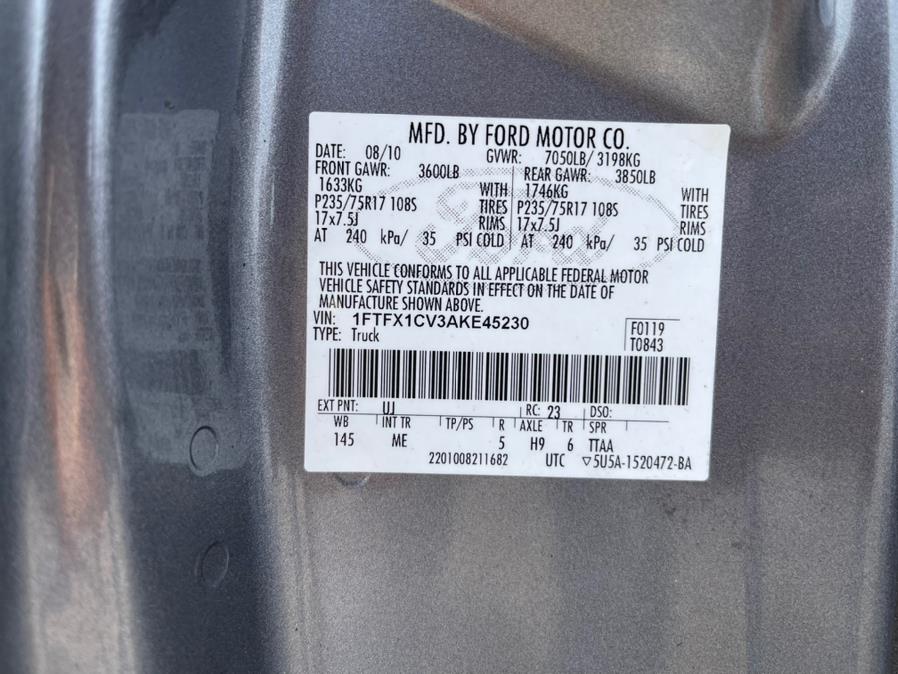 MFD. BY FORD MOTOR CO.
DATE: 08/10 GVWR: 7050LB/ 3198KG
FRONT GAWR: 3600LB REAR GAWR: 3850LB
1633KG WITH 1746KG WITH
P235/75R17 108S TIRES P235/75R17 108S TIRES
17x7.5J RIMS 17x7.5J RIMS
AT 240 kPa/ 35 PSI COLD AT 240 kPa/ 35 PSI COLD
Ford
THIS VEHICLE CONFORMS TO ALL APPLICABLE FEDERAL MOTOR
VEHICLE SAFETY STANDARDS IN EFFECT ON THE DATE OF
MANUFACTURE SHOWN ABOVE.
VIN: 1FTFX1CV3AKE45230 F0119
TYPE: Truck T0843
EXT PNT: UJ RC: 23 DSO:
WB INT TR TP/PS R AXLE TR SPR
145 ME 5 H9 6 TTAA
2201008211682 UTC ▽5U5A-1520472-BA